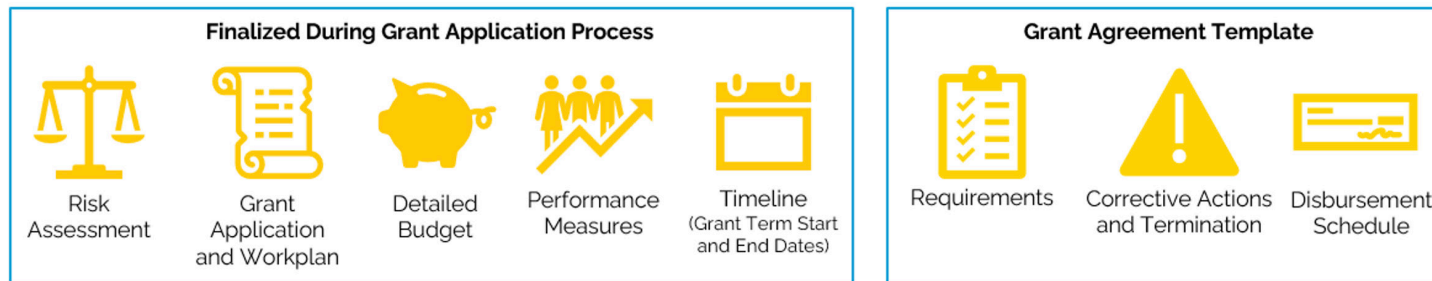 Finalized During Grant Application Process
Risk
Assessment
Grant
Application
and Workplan
Detailed
Budget
Performance
Measures
Timeline
(Grant Term Start
and End Dates)
Grant Agreement Template
Requirements
Corrective Actions
and Termination
Disbursement
Schedule